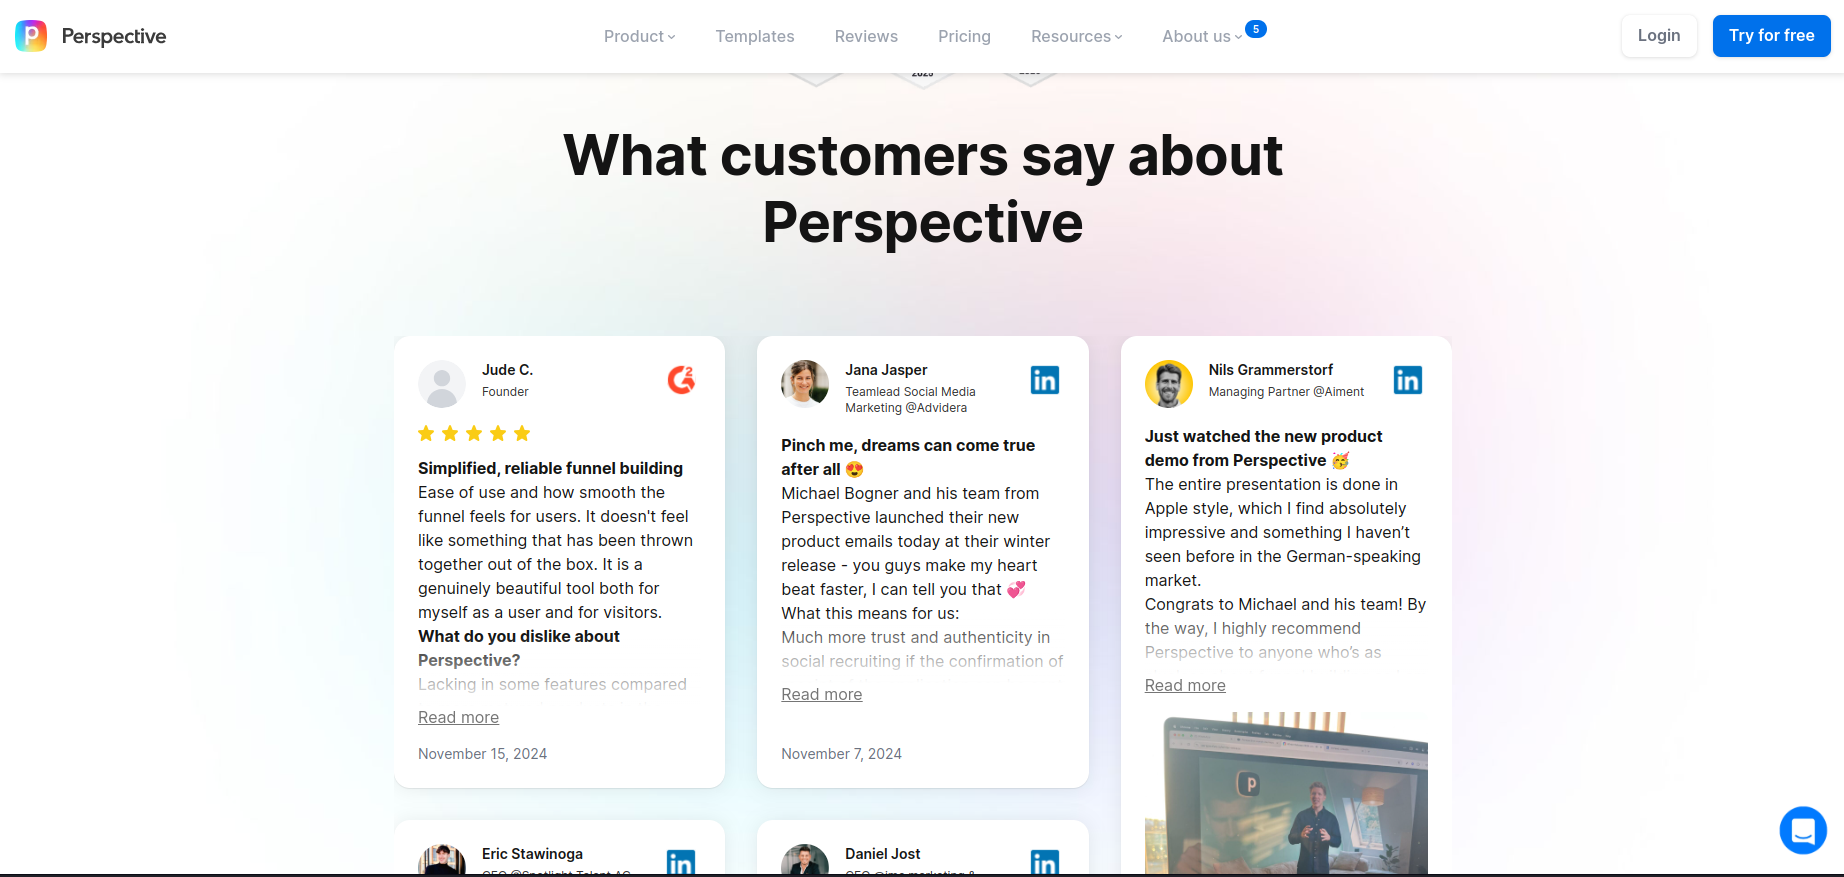 Perspective
Product
Templates
Reviews
Pricing
Resources
About us
5
Login
Try for free
2025
What customers say about
Perspective
Jude C.
Founder
Simplified, reliable funnel building
Ease of use and how smooth the
funnel feels for users. It doesn't feel
like something that has been thrown
together out of the box. It is a
genuinely beautiful tool both for
myself as a user and for visitors.
What do you dislike about
Perspective?
Lacking in some features compared
Read more
November 15, 2024
Jana Jasper
Teamlead Social Media
Marketing @Advidera
Pinch me, dreams can come true
after all 😍
Michael Bogner and his team from
Perspective launched their new
product emails today at their winter
release - you guys make my heart
beat faster, I can tell you that 💞
What this means for us:
Much more trust and authenticity in
social recruiting if the confirmation of
Read more
November 7, 2024
Nils Grammerstorf
Managing Partner @Aiment
Just watched the new product
demo from Perspective 🥳
The entire presentation is done in
Apple style, which I find absolutely
impressive and something I haven’t
seen before in the German-speaking
market.
Congrats to Michael and his team! By
the way, I highly recommend
Perspective to anyone who’s as
Read more
Eric Stawinoga
CEO @Spotlight Talent AG
Daniel Jost